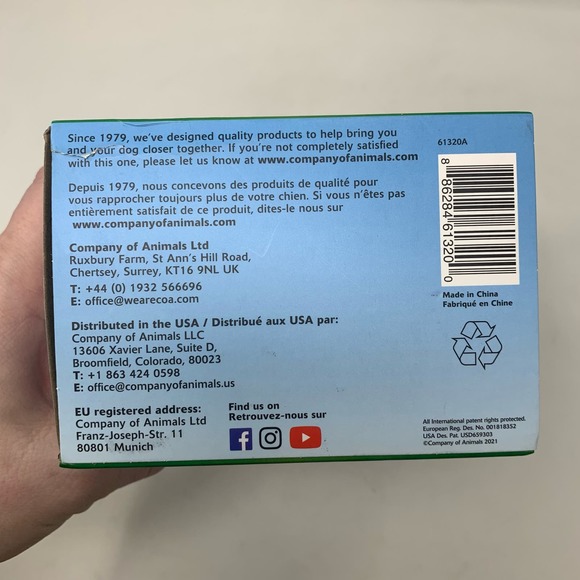 Since 1979, we've designed quality products to help bring you
and your dog closer together. If you're not completely satisfied
with this one, please let us know at www.companyofanimals.com
Depuis 1979, nous concevons des produits de qualité pour
vous rapprocher toujours plus de votre chien. Si vous n'êtes pas
entièrement satisfait de ce produit, dites-le nous sur
www.companyofanimals.com
Company of Animals Ltd
Ruxbury Farm, St Ann's Hill Road,
Chertsey, Surrey, KT16 9NL UK
T: +44 (0) 1932 566696
E: office@wearecoa.com
Distributed in the USA / Distribué aux USA par:
Company of Animals LLC
13606 Xavier Lane, Suite D,
Broomfield, Colorado, 80023
T: +1 863 424 0598
E: office@companyofanimals.us
EU registered address:
Company of Animals Ltd
Franz-Joseph-Str. 11
80801 Munich
Find us on
Retrouvez-nous sur
61320A
8 86284 61320 0
Made in China
Fabriqué en Chine
All International patent rights protected.
European Reg. Des. No. 001818352
USA Des. Pat. USD659303
©Company of Animals 2021